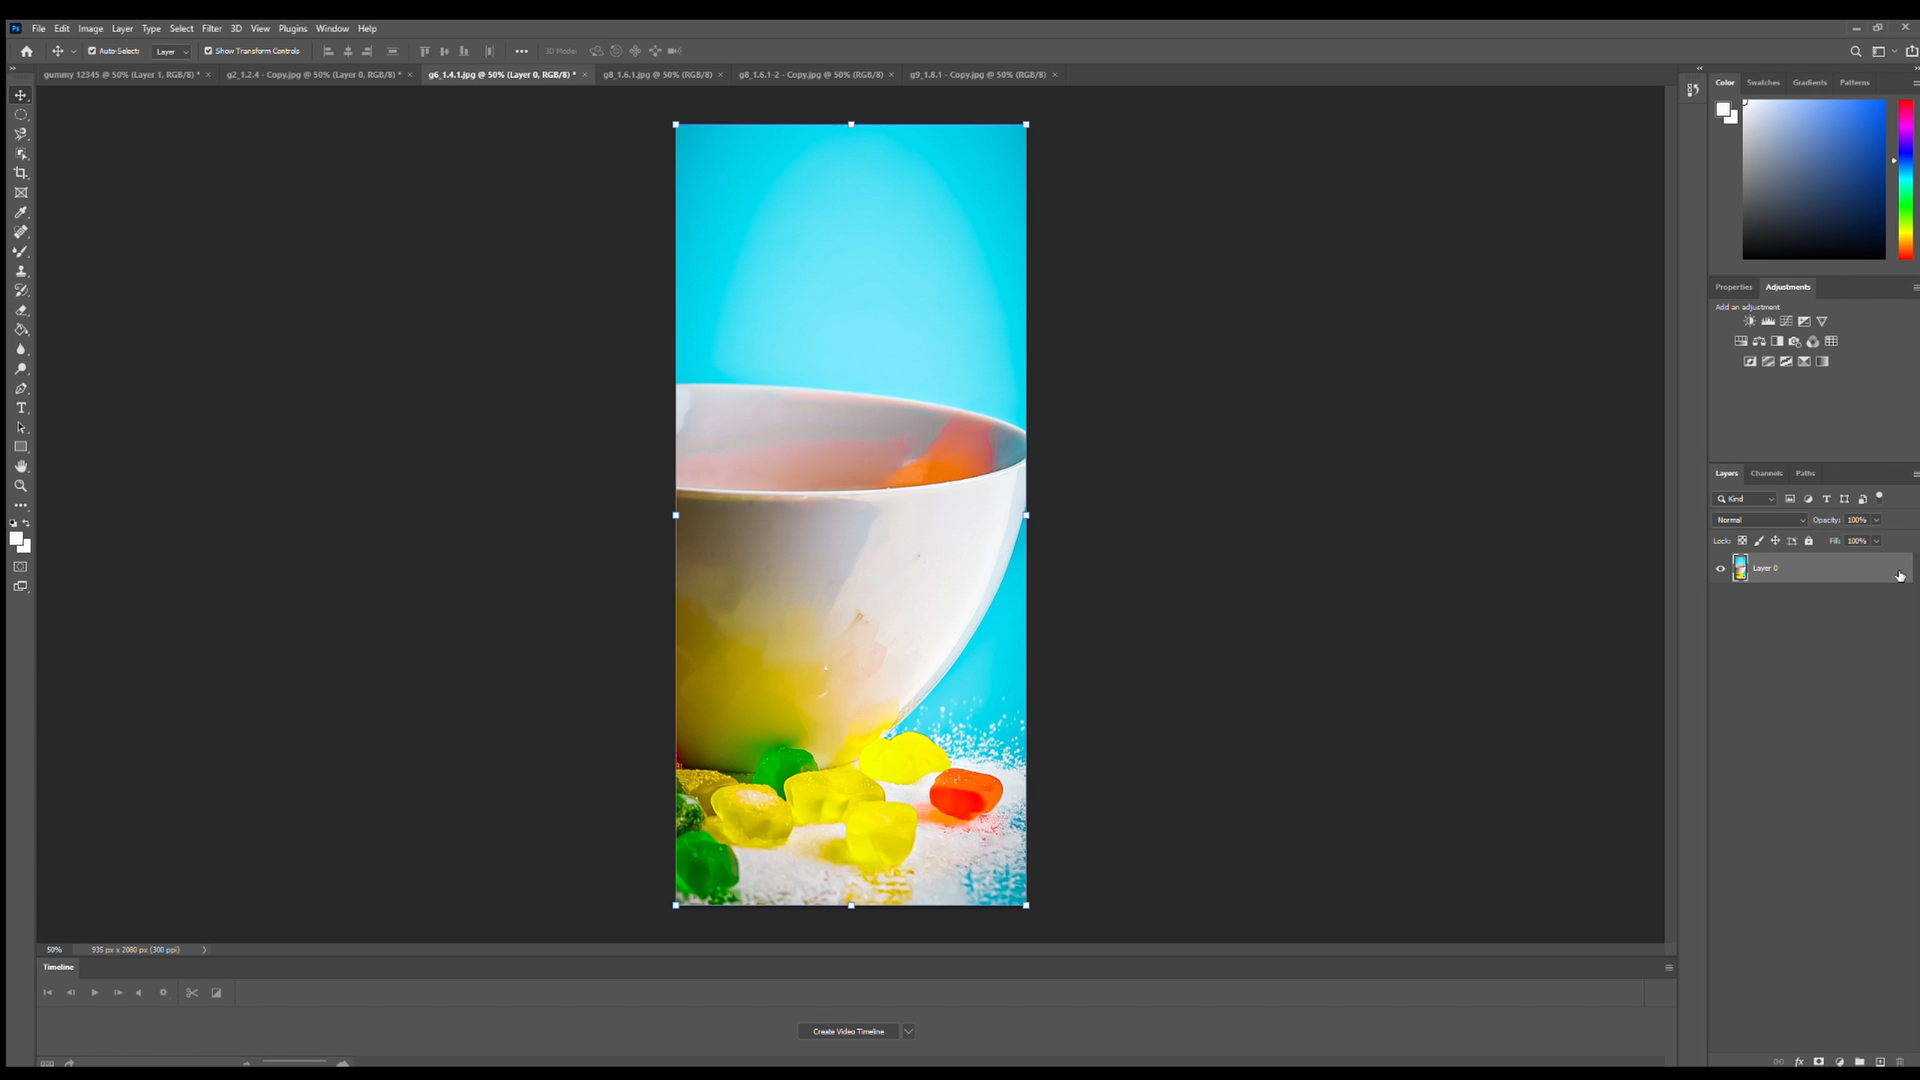 Ps File Edit Image Layer Type Select Filter 3D View Plugins Window Help
Auto-Select: Layer Show Transform Controls 3D Mode:
gummy 12345 @ 50% (Layer 1, RGB/8) * g2_1.2.4 - Copy.jpg @ 50% (Layer 0, RGB/8) * g6_1.4.1.jpg @ 50% (Layer 0, RGB/8) * g8_1.6.1.jpg @ 50% (RGB/8) g8_1.6.1-2 - Copy.jpg @ 50% (RGB/8) g9_1.8.1 - Copy.jpg @ 50% (RGB/8)
Color Swatches Gradients Patterns
Properties Adjustments
Add an adjustment
Layers Channels Paths
Kind
Normal Opacity: 100%
Lock: Fill: 100%
Layer 0
50% 935 px x 2080 px (300 ppi)
Timeline
Create Video Timeline
fx